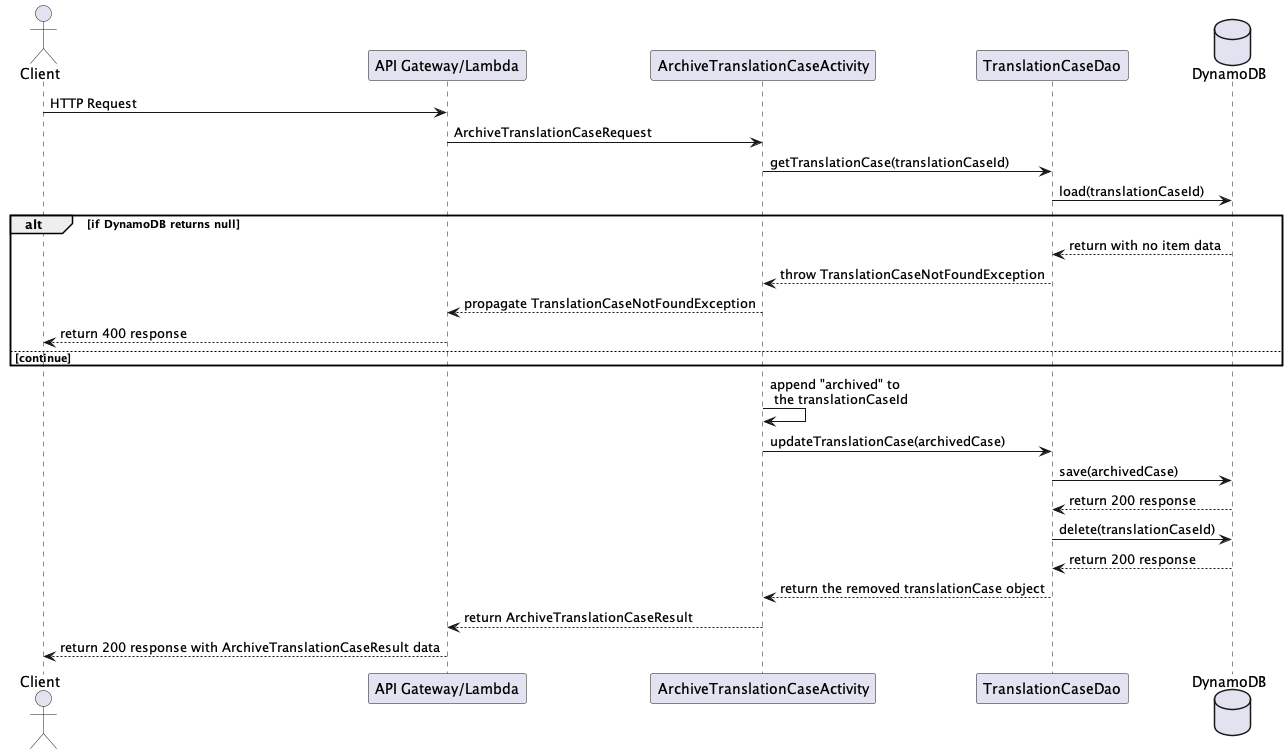 Client
API Gateway/Lambda
ArchiveTranslationCaseActivity
TranslationCaseDao
DynamoDB
HTTP Request
ArchiveTranslationCaseRequest
getTranslationCase(translationCaseId)
load(translationCaseId)
alt
[if DynamoDB returns null]
return with no item data
throw TranslationCaseNotFoundException
propagate TranslationCaseNotFoundException
return 400 response
[continue]
append "archived" to
the translationCaseId
updateTranslationCase(archivedCase)
save(archivedCase)
return 200 response
delete(translationCaseId)
return 200 response
return the removed translationCase object
return ArchiveTranslationCaseResult
return 200 response with ArchiveTranslationCaseResult data
Client
API Gateway/Lambda
ArchiveTranslationCaseActivity
TranslationCaseDao
DynamoDB